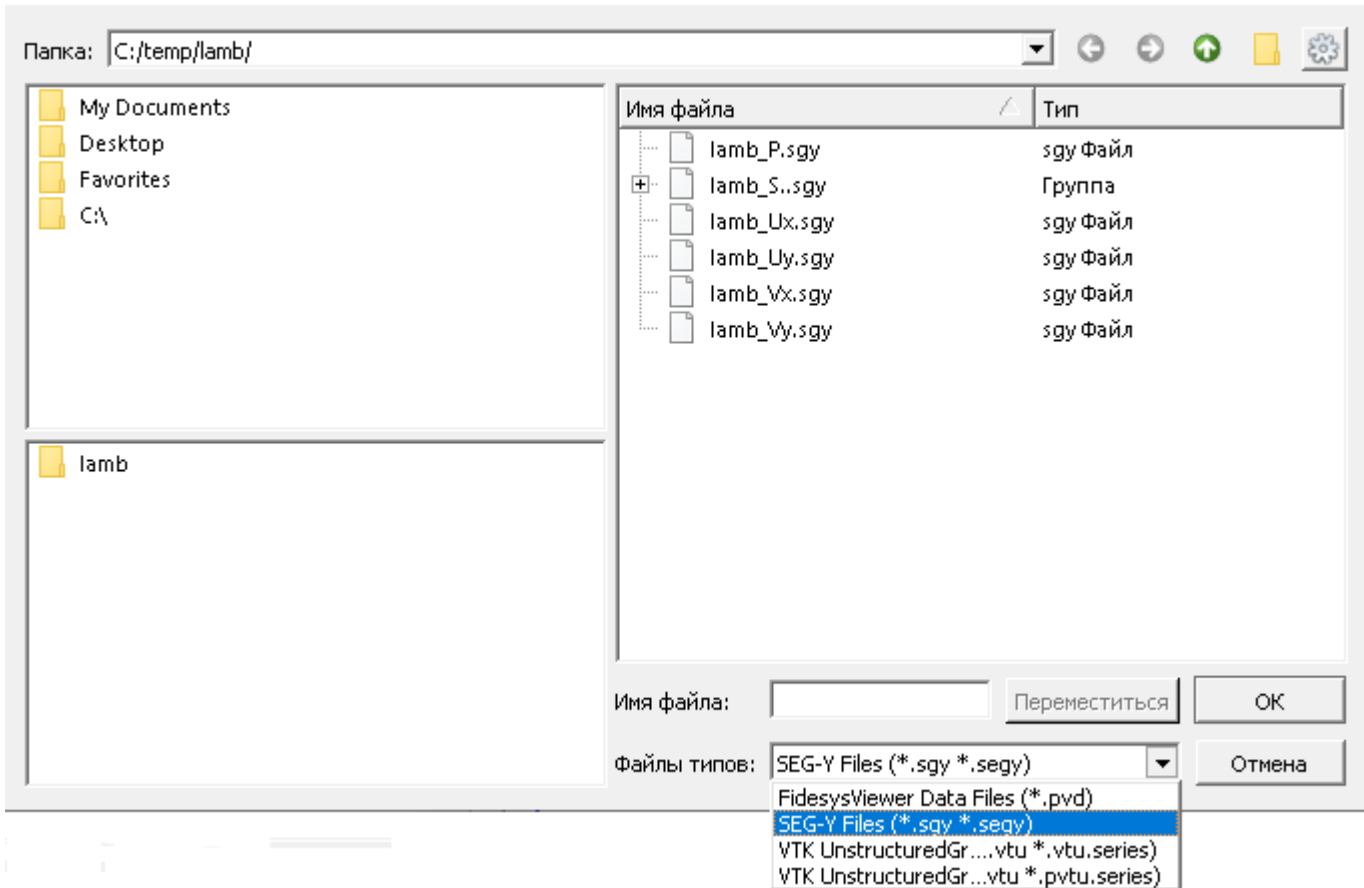 Папка: C:/temp/lamb/
My Documents
Desktop
Favorites
C:\
lamb
Имя файла Тип
lamb_P.sgy sgy Файл
lamb_S..sgy Группа
lamb_Ux.sgy sgy Файл
lamb_Uy.sgy sgy Файл
lamb_Vx.sgy sgy Файл
lamb_Vy.sgy sgy Файл
Имя файла: Переместиться OK
Файлы типов: SEG-Y Files (*.sgy *.segy) Отмена
FidesysViewer Data Files (*.pvd)
SEG-Y Files (*.sgy *.segy)
VTK UnstructuredGr....vtu *.vtu.series)
VTK UnstructuredGr...vtu *.pvtu.series)